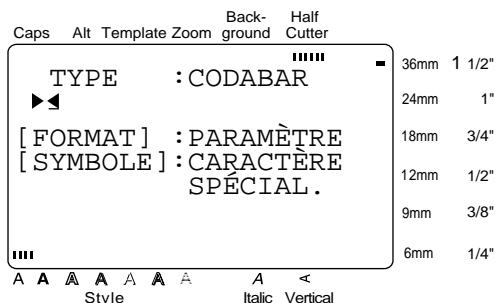 Back- Half
Caps Alt Template Zoom ground Cutter
TYPE :CODABAR
[FORMAT] :PARAMÈTRE
[SYMBOLE]:CARACTÈRE
SPÉCIAL.
36mm 1 1/2"
24mm 1"
18mm 3/4"
12mm 1/2"
9mm 3/8"
6mm 1/4"
A A A A A A A A A
Style Italic Vertical